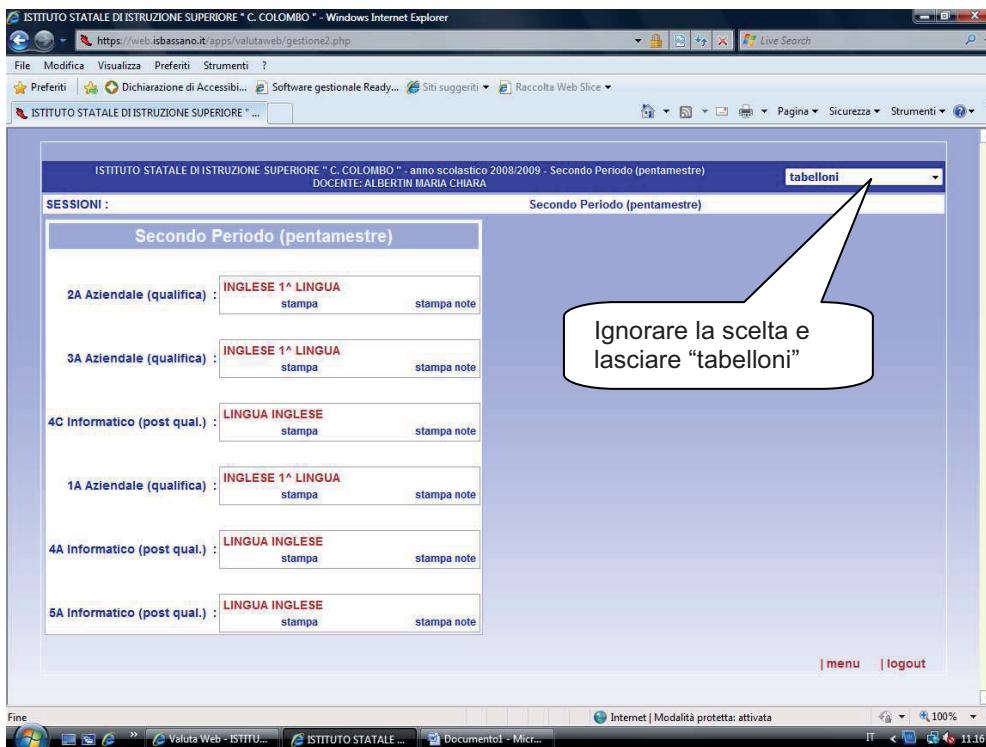 ISTITUTO STATALE DI ISTRUZIONE SUPERIORE " C. COLOMBO " - Windows Internet Explorer
https://web.isbassano.it/apps/valutaweb/gestione2.php
Live Search
File Modifica Visualizza Preferiti Strumenti ?
Preferiti Dichiarazione di Accessibi... Software gestionale Ready... Siti suggeriti Raccolta Web Slice
ISTITUTO STATALE DI ISTRUZIONE SUPERIORE " ...
Pagina Sicurezza Strumenti
ISTITUTO STATALE DI ISTRUZIONE SUPERIORE " C. COLOMBO " - anno scolastico 2008/2009 - Secondo Periodo (pentamestre)
DOCENTE: ALBERTIN MARIA CHIARA
tabelloni
SESSIONI :
Secondo Periodo (pentamestre)
Secondo Periodo (pentamestre)
2A Aziendale (qualifica) :
INGLESE 1^ LINGUA
stampa stampa note
3A Aziendale (qualifica) :
INGLESE 1^ LINGUA
stampa stampa note
4C Informatico (post qual.) :
LINGUA INGLESE
stampa stampa note
1A Aziendale (qualifica) :
INGLESE 1^ LINGUA
stampa stampa note
4A Informatico (post qual.) :
LINGUA INGLESE
stampa stampa note
5A Informatico (post qual.) :
LINGUA INGLESE
stampa stampa note
Ignorare la scelta e
lasciare “tabelloni”
| menu | logout
Fine
Internet | Modalità protetta: attivata
100%
Valuta Web - ISTITU... ISTITUTO STATALE ... Documento1 - Micr...
IT
11.16